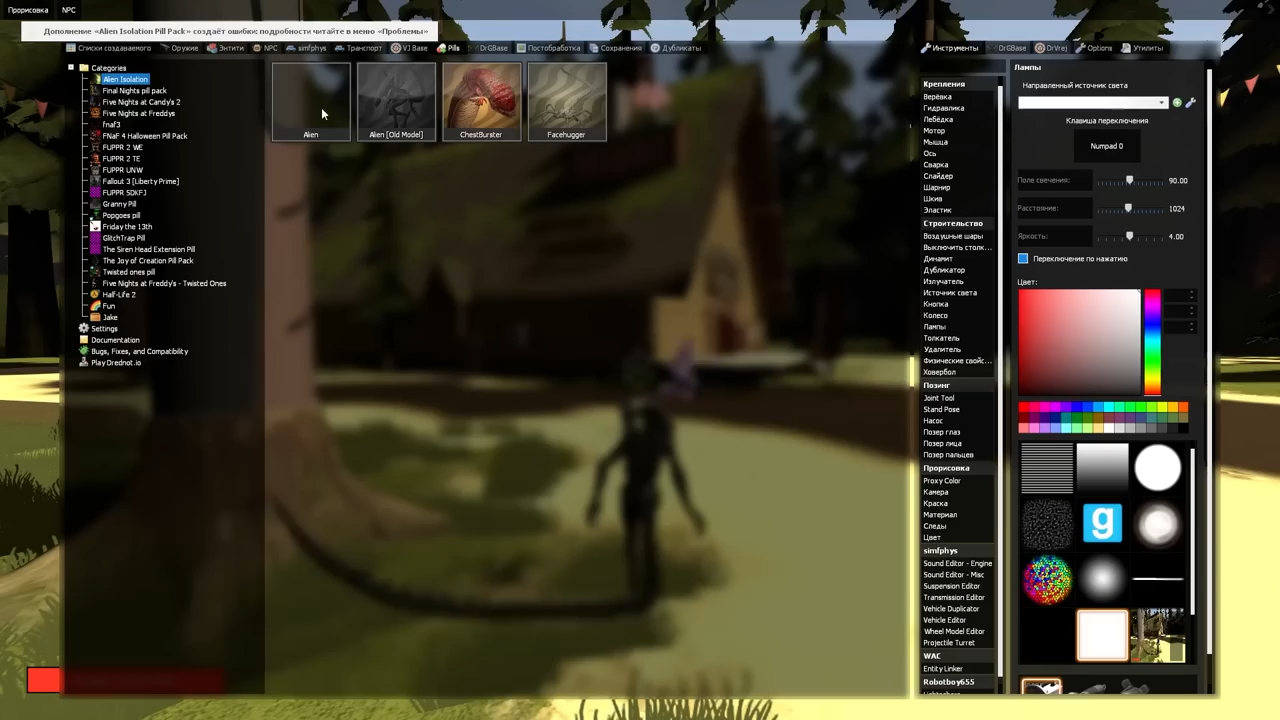 Прорисовка NPC
Дополнение «Alien Isolation Pill Pack» создаёт ошибки: подробности читайте в меню «Проблемы»
Списки создаваемого Оружие Энтити NPC simfphys Транспорт VJ Base Pills DrGBase Постобработка Сохранения Дубликаты
Categories
Alien Isolation
Final Nights pill pack
Five Nights at Candy's 2
Five Nights at Freddys
fnaf3
FNaF 4 Halloween Pill Pack
FUPPR 2 WE
FUPPR 2 TE
FUPPR UNW
Fallout 3 [Liberty Prime]
FUPPR SDKFJ
Granny Pill
Popgoes pill
Friday the 13th
GlitchTrap Pill
The Siren Head Extension Pill
The Joy of Creation Pill Pack
Twisted ones pill
Five Nights at Freddy's - Twisted Ones
Half-Life 2
Fun
Jake
Settings
Documentation
Bugs, Fixes, and Compatibility
Play Drednot.io
Alien
Alien [Old Model]
ChestBurster
Facehugger
Инструменты DrGBase DrVrej Options Утилиты
Крепления
Верёвка
Гидравлика
Лебёдка
Мотор
Мышца
Ось
Сварка
Слайдер
Шарнир
Шкив
Эластик
Строительство
Воздушные шары
Выключить столк...
Динамит
Дубликатор
Излучатель
Источник света
Кнопка
Колесо
Лампы
Толкатель
Удалитель
Физические свойс...
Ховербол
Позинг
Joint Tool
Stand Pose
Насос
Позер глаз
Позер лица
Позер пальцев
Прорисовка
Proxy Color
Камера
Краска
Материал
Следы
Цвет
simfphys
Sound Editor - Engine
Sound Editor - Misc
Suspension Editor
Transmission Editor
Vehicle Duplicator
Vehicle Editor
Wheel Model Editor
Projectile Turret
WAC
Entity Linker
Robotboy655
Лампы
Направленный источник света
Клавиша переключения
Numpad 0
Поле свечения: 90.00
Расстояние: 1024
Яркость: 4.00
Переключение по нажатию
Цвет:
g